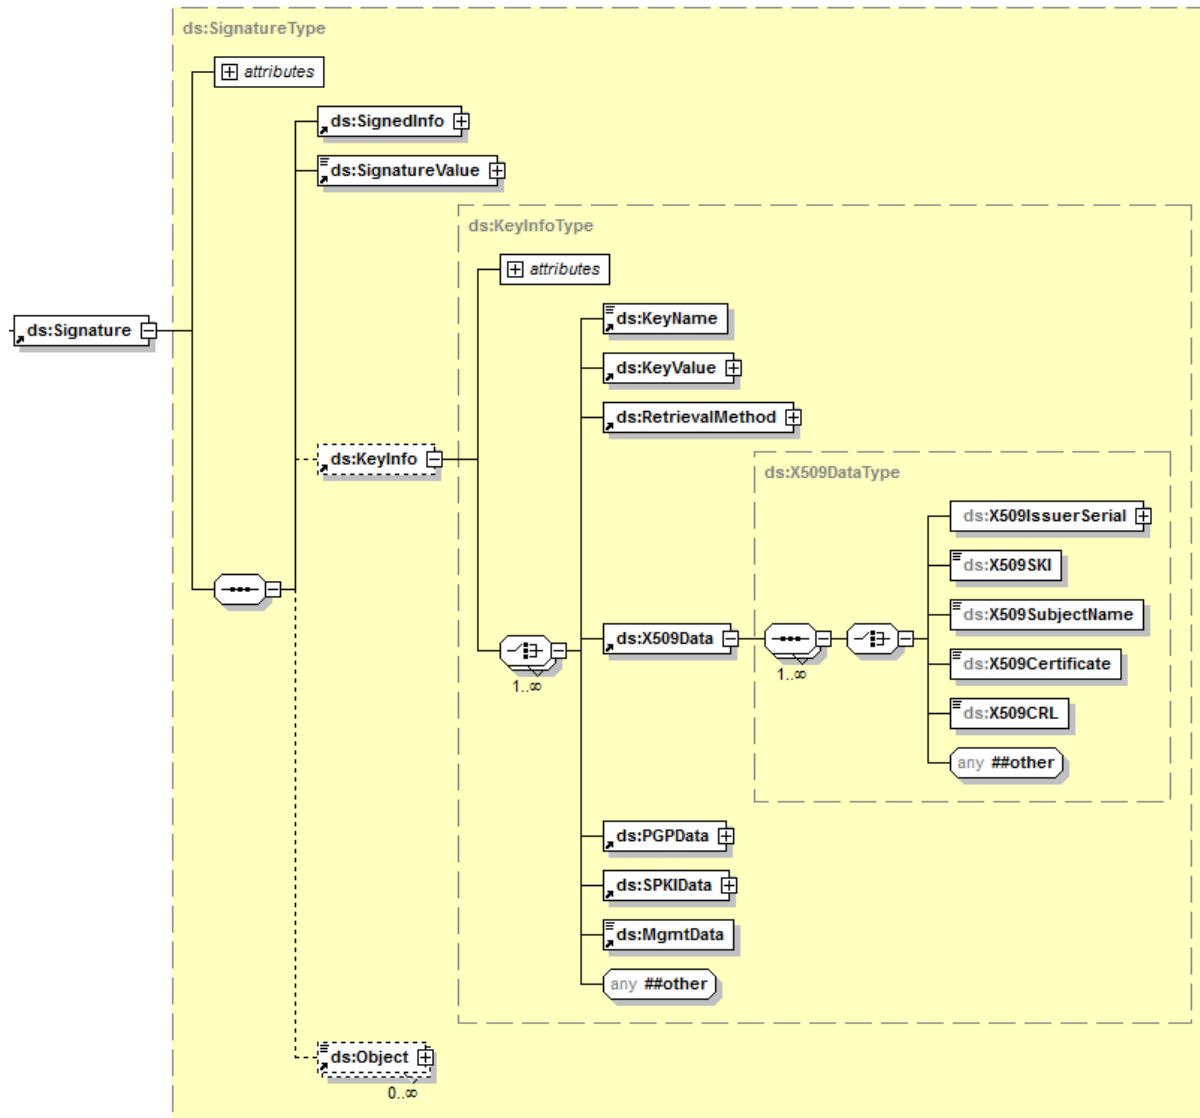 ds:SignatureType
attributes
ds:SignedInfo
ds:SignatureValue
ds:KeyInfoType
attributes
ds:KeyName
ds:Signature
ds:KeyValue
ds:RetrievalMethod
ds:KeyInfo
ds:X509DataType
ds:X509IssuerSerial
ds:X509SKI
ds:X509SubjectName
ds:X509Data
1..∞
1..∞
ds:X509Certificate
ds:X509CRL
any ##other
ds:PGPData
ds:SPKIData
ds:MgmtData
any ##other
ds:Object
0..∞